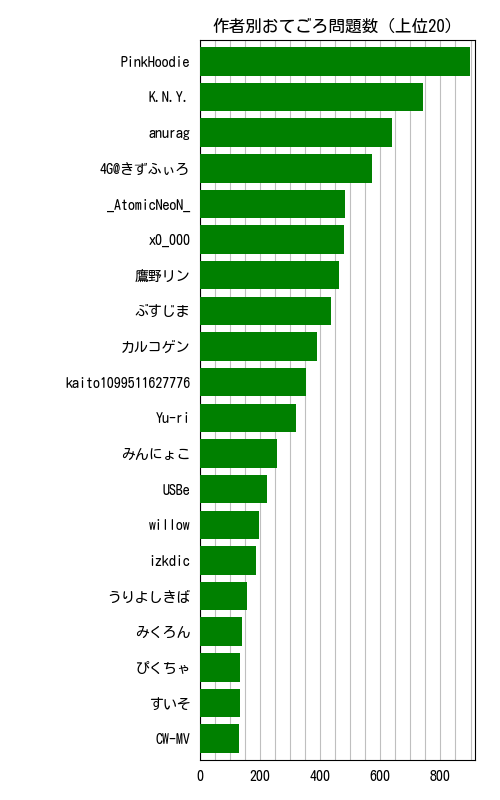 作者別おてごろ問題数 (上位20)
PinkHoodie
K.N.Y.
anurag
4G@きずふぃろ
_AtomicNeoN_
x0_000
鷹野リン
ぶすじま
カルコゲン
kaito1099511627776
Yu-ri
みんにょこ
USBe
willow
izkdic
うりよしきば
みくろん
ぴくちゃ
すいそ
CW-MV
0 200 400 600 800